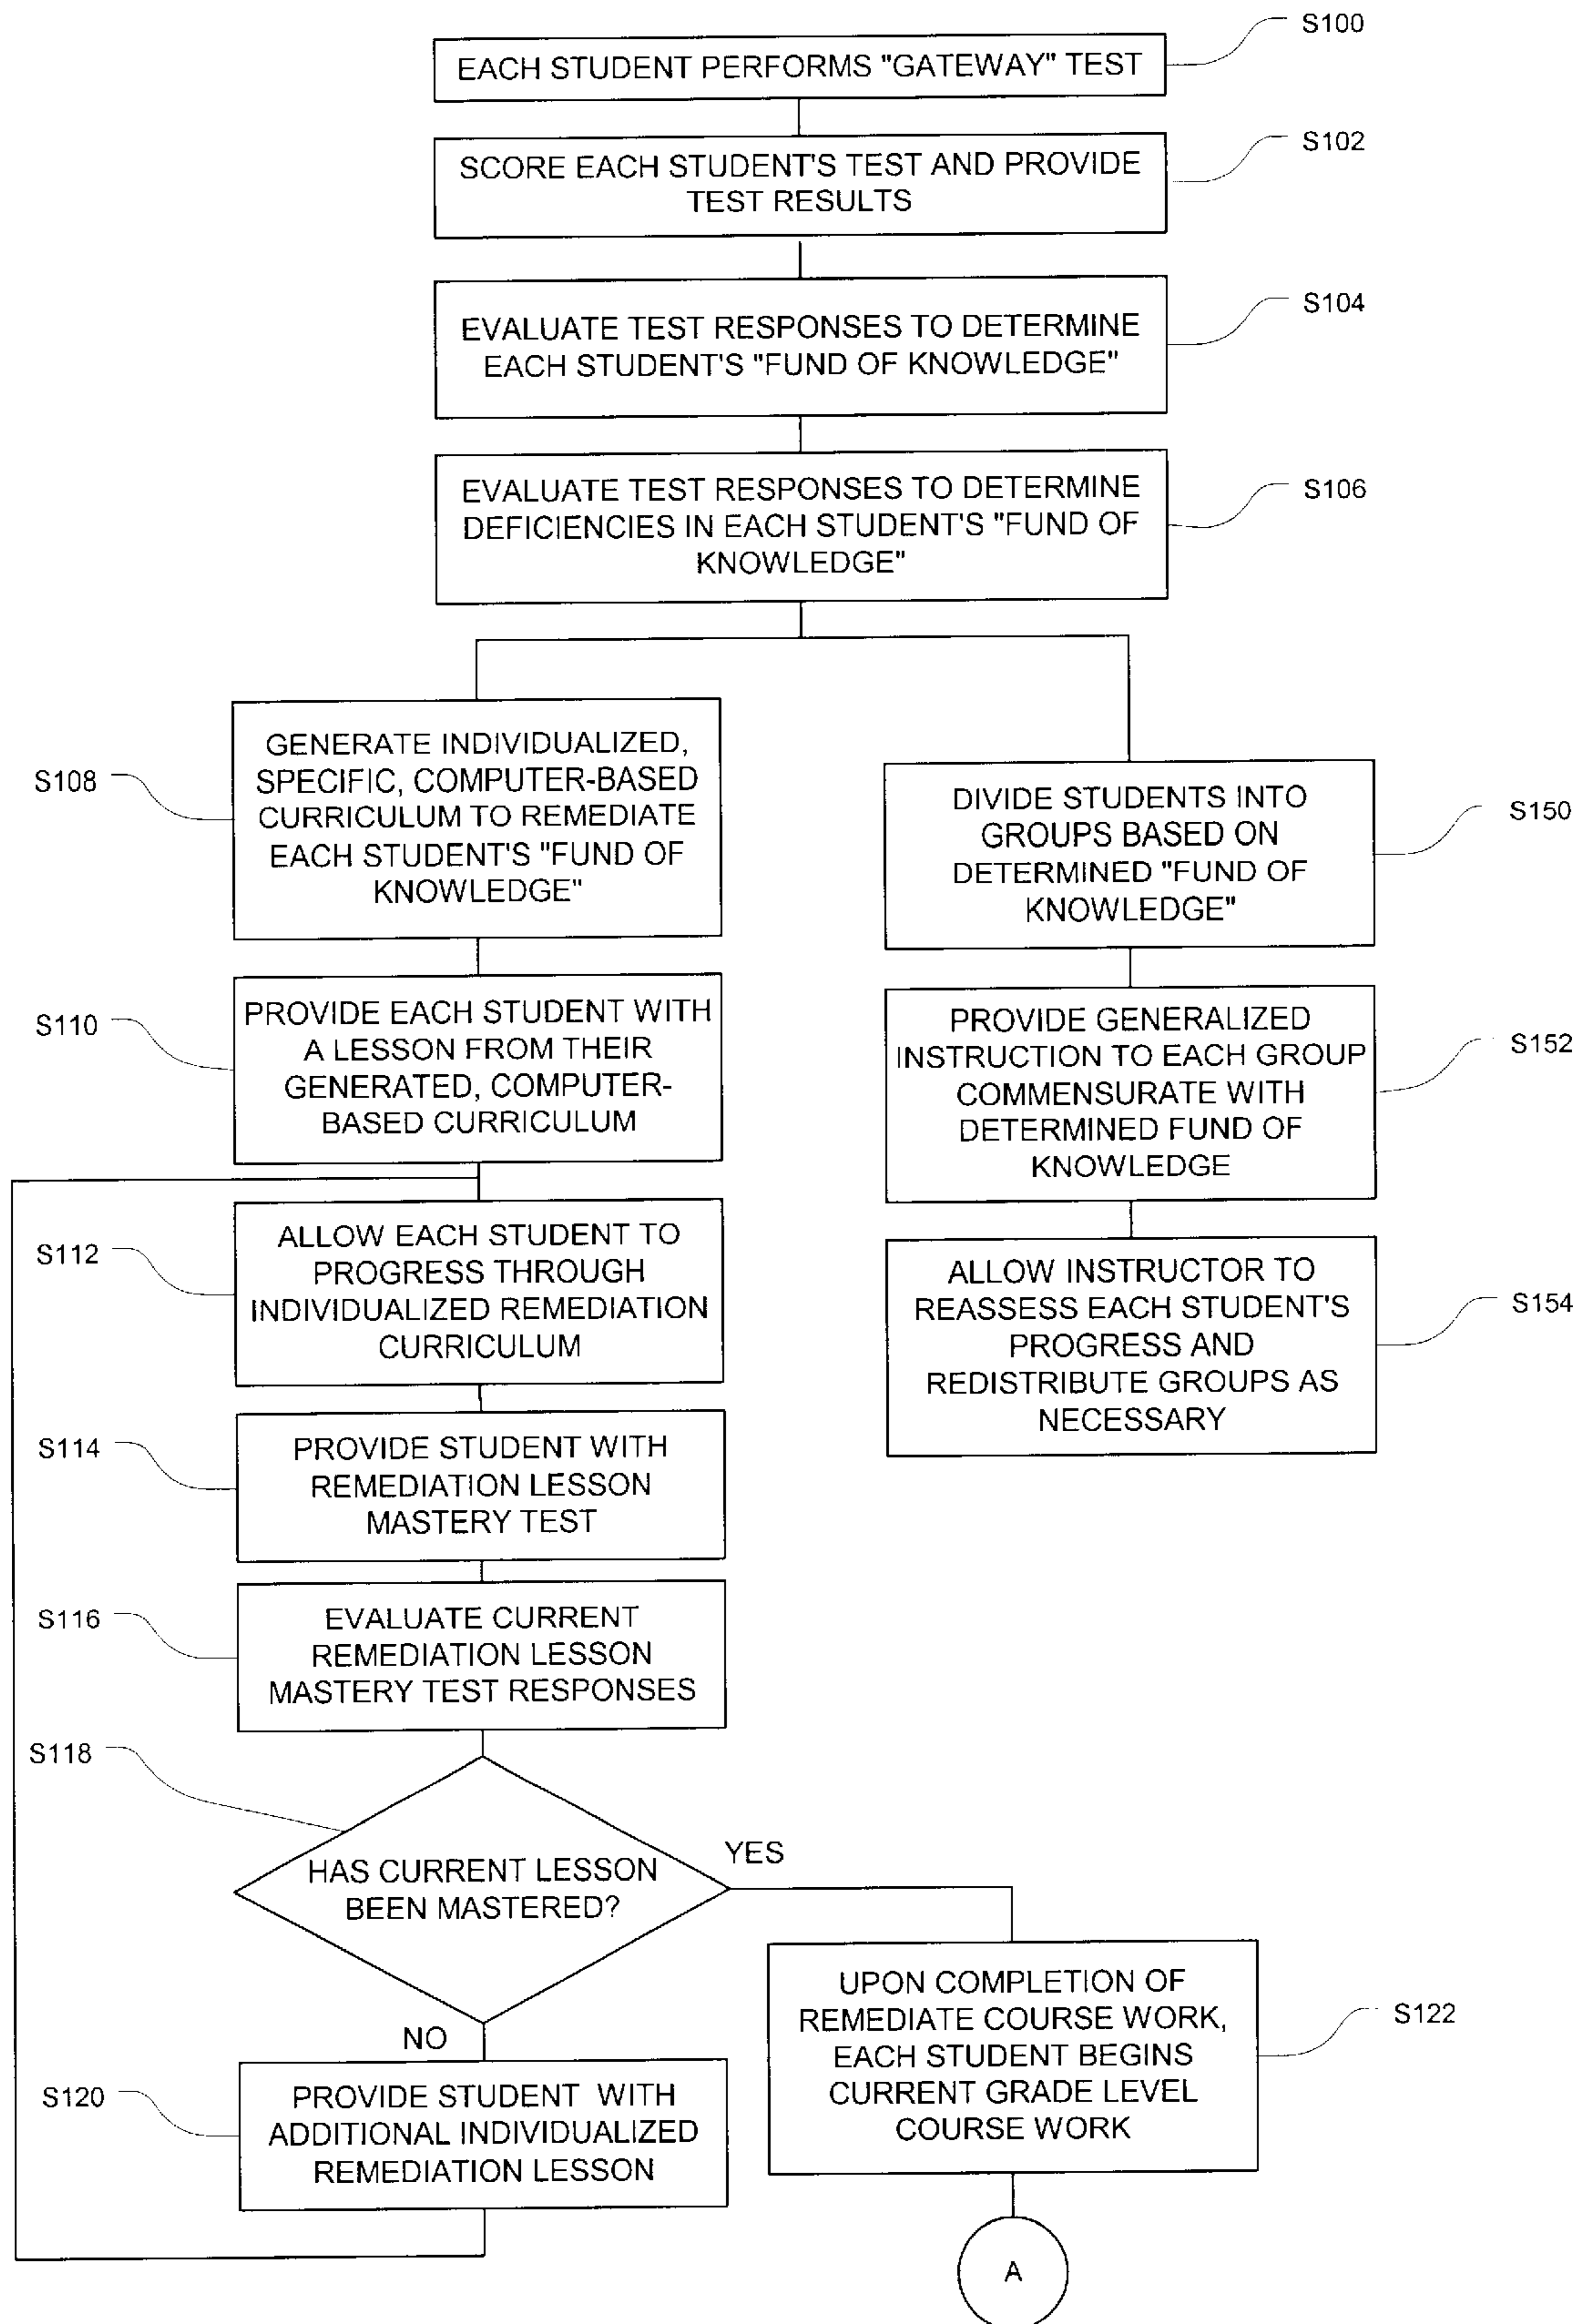 S100
EACH STUDENT PERFORMS "GATEWAY" TEST
S102
SCORE EACH STUDENT'S TEST AND PROVIDE
TEST RESULTS
S104
EVALUATE TEST RESPONSES TO DETERMINE
EACH STUDENT'S "FUND OF KNOWLEDGE"
S106
EVALUATE TEST RESPONSES TO DETERMINE
DEFICIENCIES IN EACH STUDENT'S "FUND OF
KNOWLEDGE"
S108
GENERATE INDIVIDUALIZED,
SPECIFIC, COMPUTER-BASED
CURRICULUM TO REMEDIATE
EACH STUDENT'S "FUND OF
KNOWLEDGE"
S110
PROVIDE EACH STUDENT WITH
A LESSON FROM THEIR
GENERATED, COMPUTER-
BASED CURRICULUM
S112
ALLOW EACH STUDENT TO
PROGRESS THROUGH
INDIVIDUALIZED REMEDIATION
CURRICULUM
S114
PROVIDE STUDENT WITH
REMEDIATION LESSON
MASTERY TEST
S116
EVALUATE CURRENT
REMEDIATION LESSON
MASTERY TEST RESPONSES
S118
HAS CURRENT LESSON
BEEN MASTERED?
YES
NO
S120
PROVIDE STUDENT WITH
ADDITIONAL INDIVIDUALIZED
REMEDIATION LESSON
S150
DIVIDE STUDENTS INTO
GROUPS BASED ON
DETERMINED "FUND OF
KNOWLEDGE"
S152
PROVIDE GENERALIZED
INSTRUCTION TO EACH GROUP
COMMENSURATE WITH
DETERMINED FUND OF
KNOWLEDGE
S154
ALLOW INSTRUCTOR TO
REASSESS EACH STUDENT'S
PROGRESS AND
REDISTRIBUTE GROUPS AS
NECESSARY
S122
UPON COMPLETION OF
REMEDIATE COURSE WORK,
EACH STUDENT BEGINS
CURRENT GRADE LEVEL
COURSE WORK
A